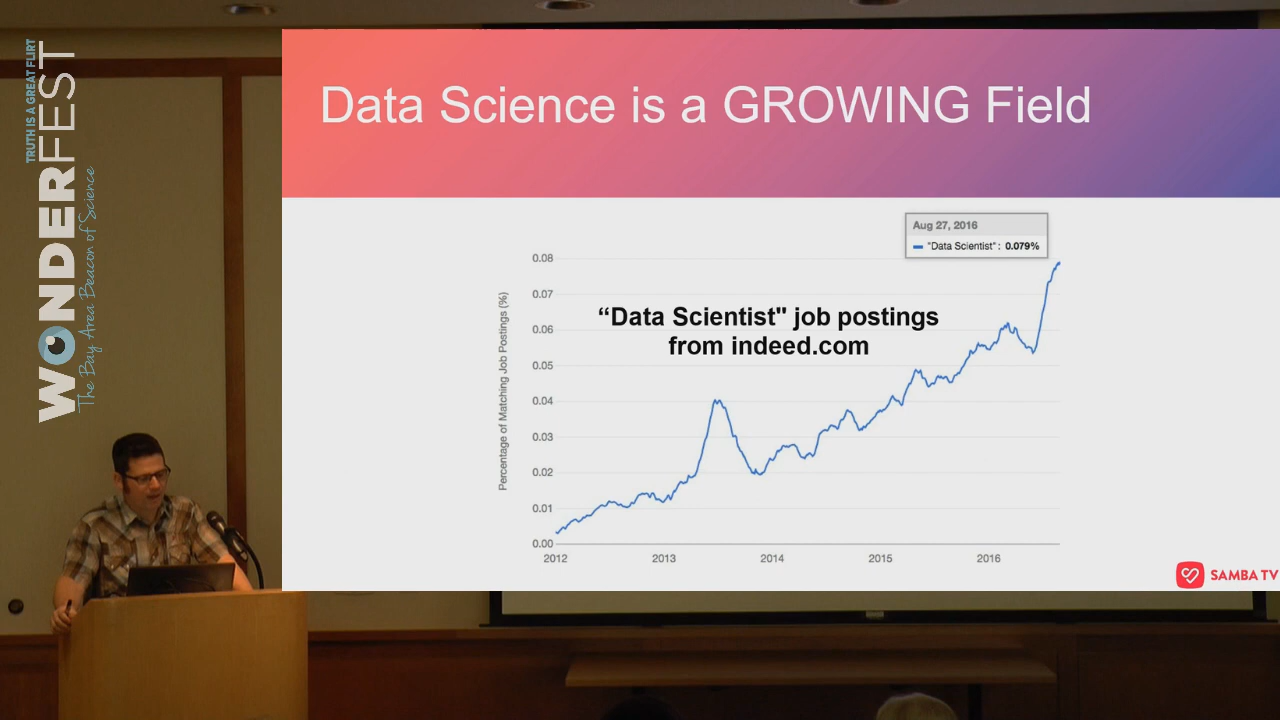 TRUTH IS A GREAT FLIRT
WONDERFEST
The Bay Area Beacon of Science
Data Science is a GROWING Field
Aug 27, 2016
"Data Scientist" : 0.079%
“Data Scientist" job postings
from indeed.com
Percentage of Matching Job Postings (%)
0.08
0.07
0.06
0.05
0.04
0.03
0.02
0.01
0.00
2012 2013 2014 2015 2016
SAMBA TV